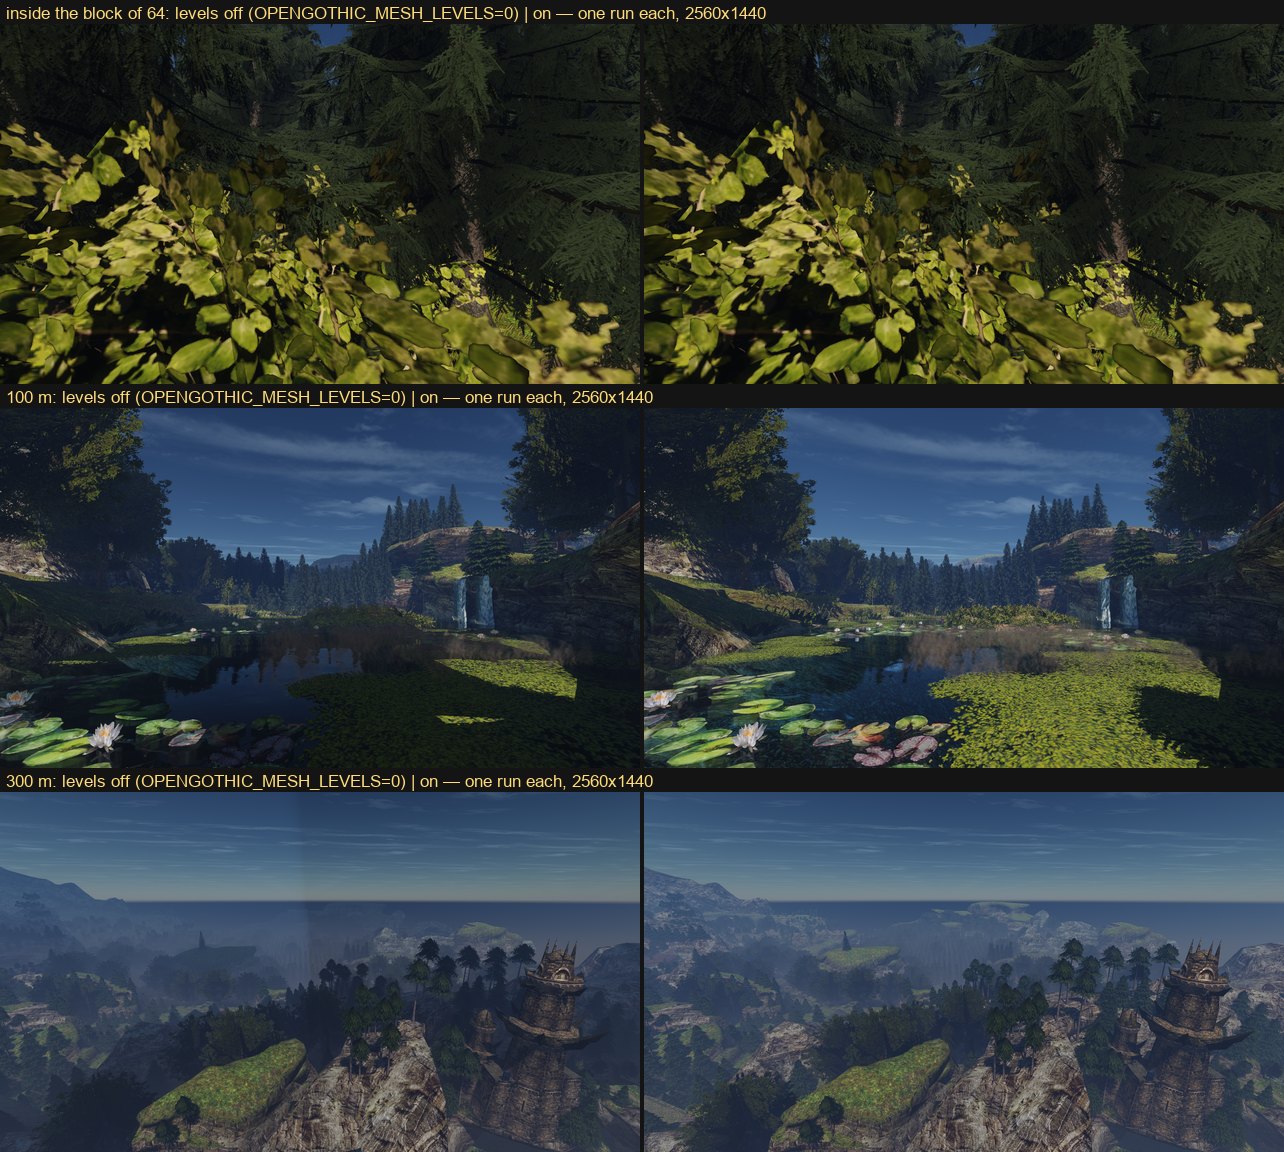 inside the block of 64: levels off (OPENGOTHIC_MESH_LEVELS=0) | on — one run each, 2560x1440
100 m: levels off (OPENGOTHIC_MESH_LEVELS=0) | on — one run each, 2560x1440
300 m: levels off (OPENGOTHIC_MESH_LEVELS=0) | on — one run each, 2560x1440